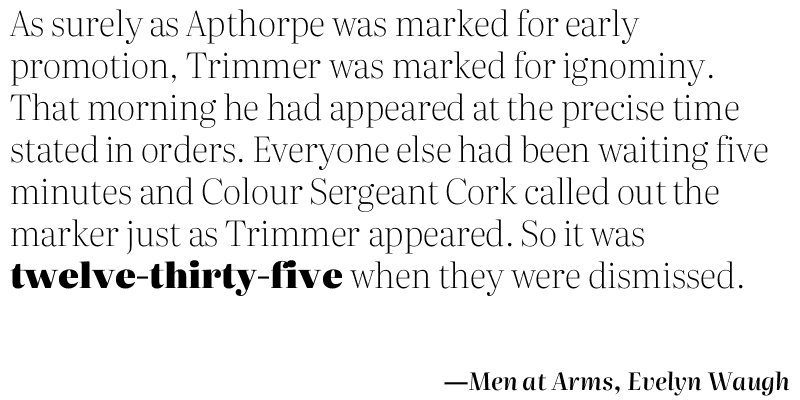 As surely as Apthorpe was marked for early
promotion, Trimmer was marked for ignominy.
That morning he had appeared at the precise time
stated in orders. Everyone else had been waiting five
minutes and Colour Sergeant Cork called out the
marker just as Trimmer appeared. So it was
twelve-thirty-five when they were dismissed.
—Men at Arms, Evelyn Waugh